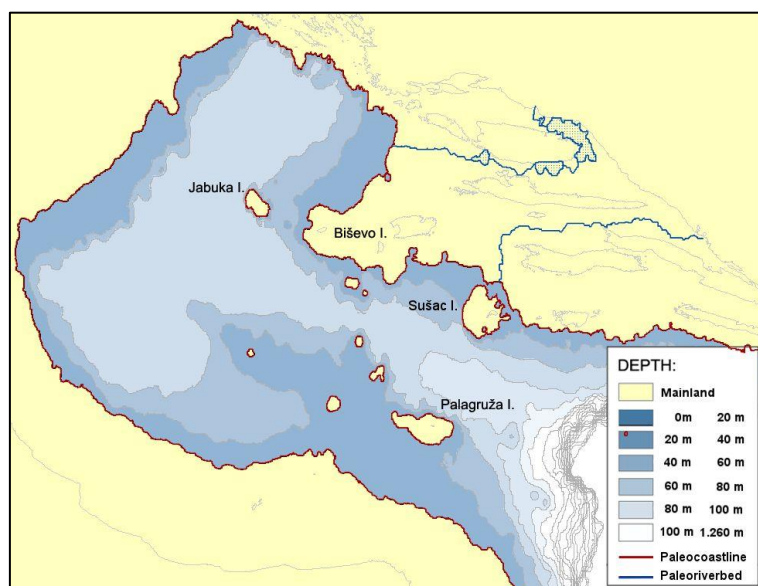 Jabuka I.
Biševo I.
Sušac I.
Palagruža I.
DEPTH:
Mainland
0m 20 m
20 m 40 m
40 m 60 m
60 m 80 m
80 m 100 m
100 m 1.260 m
Paleocoastline
Paleoriverbed